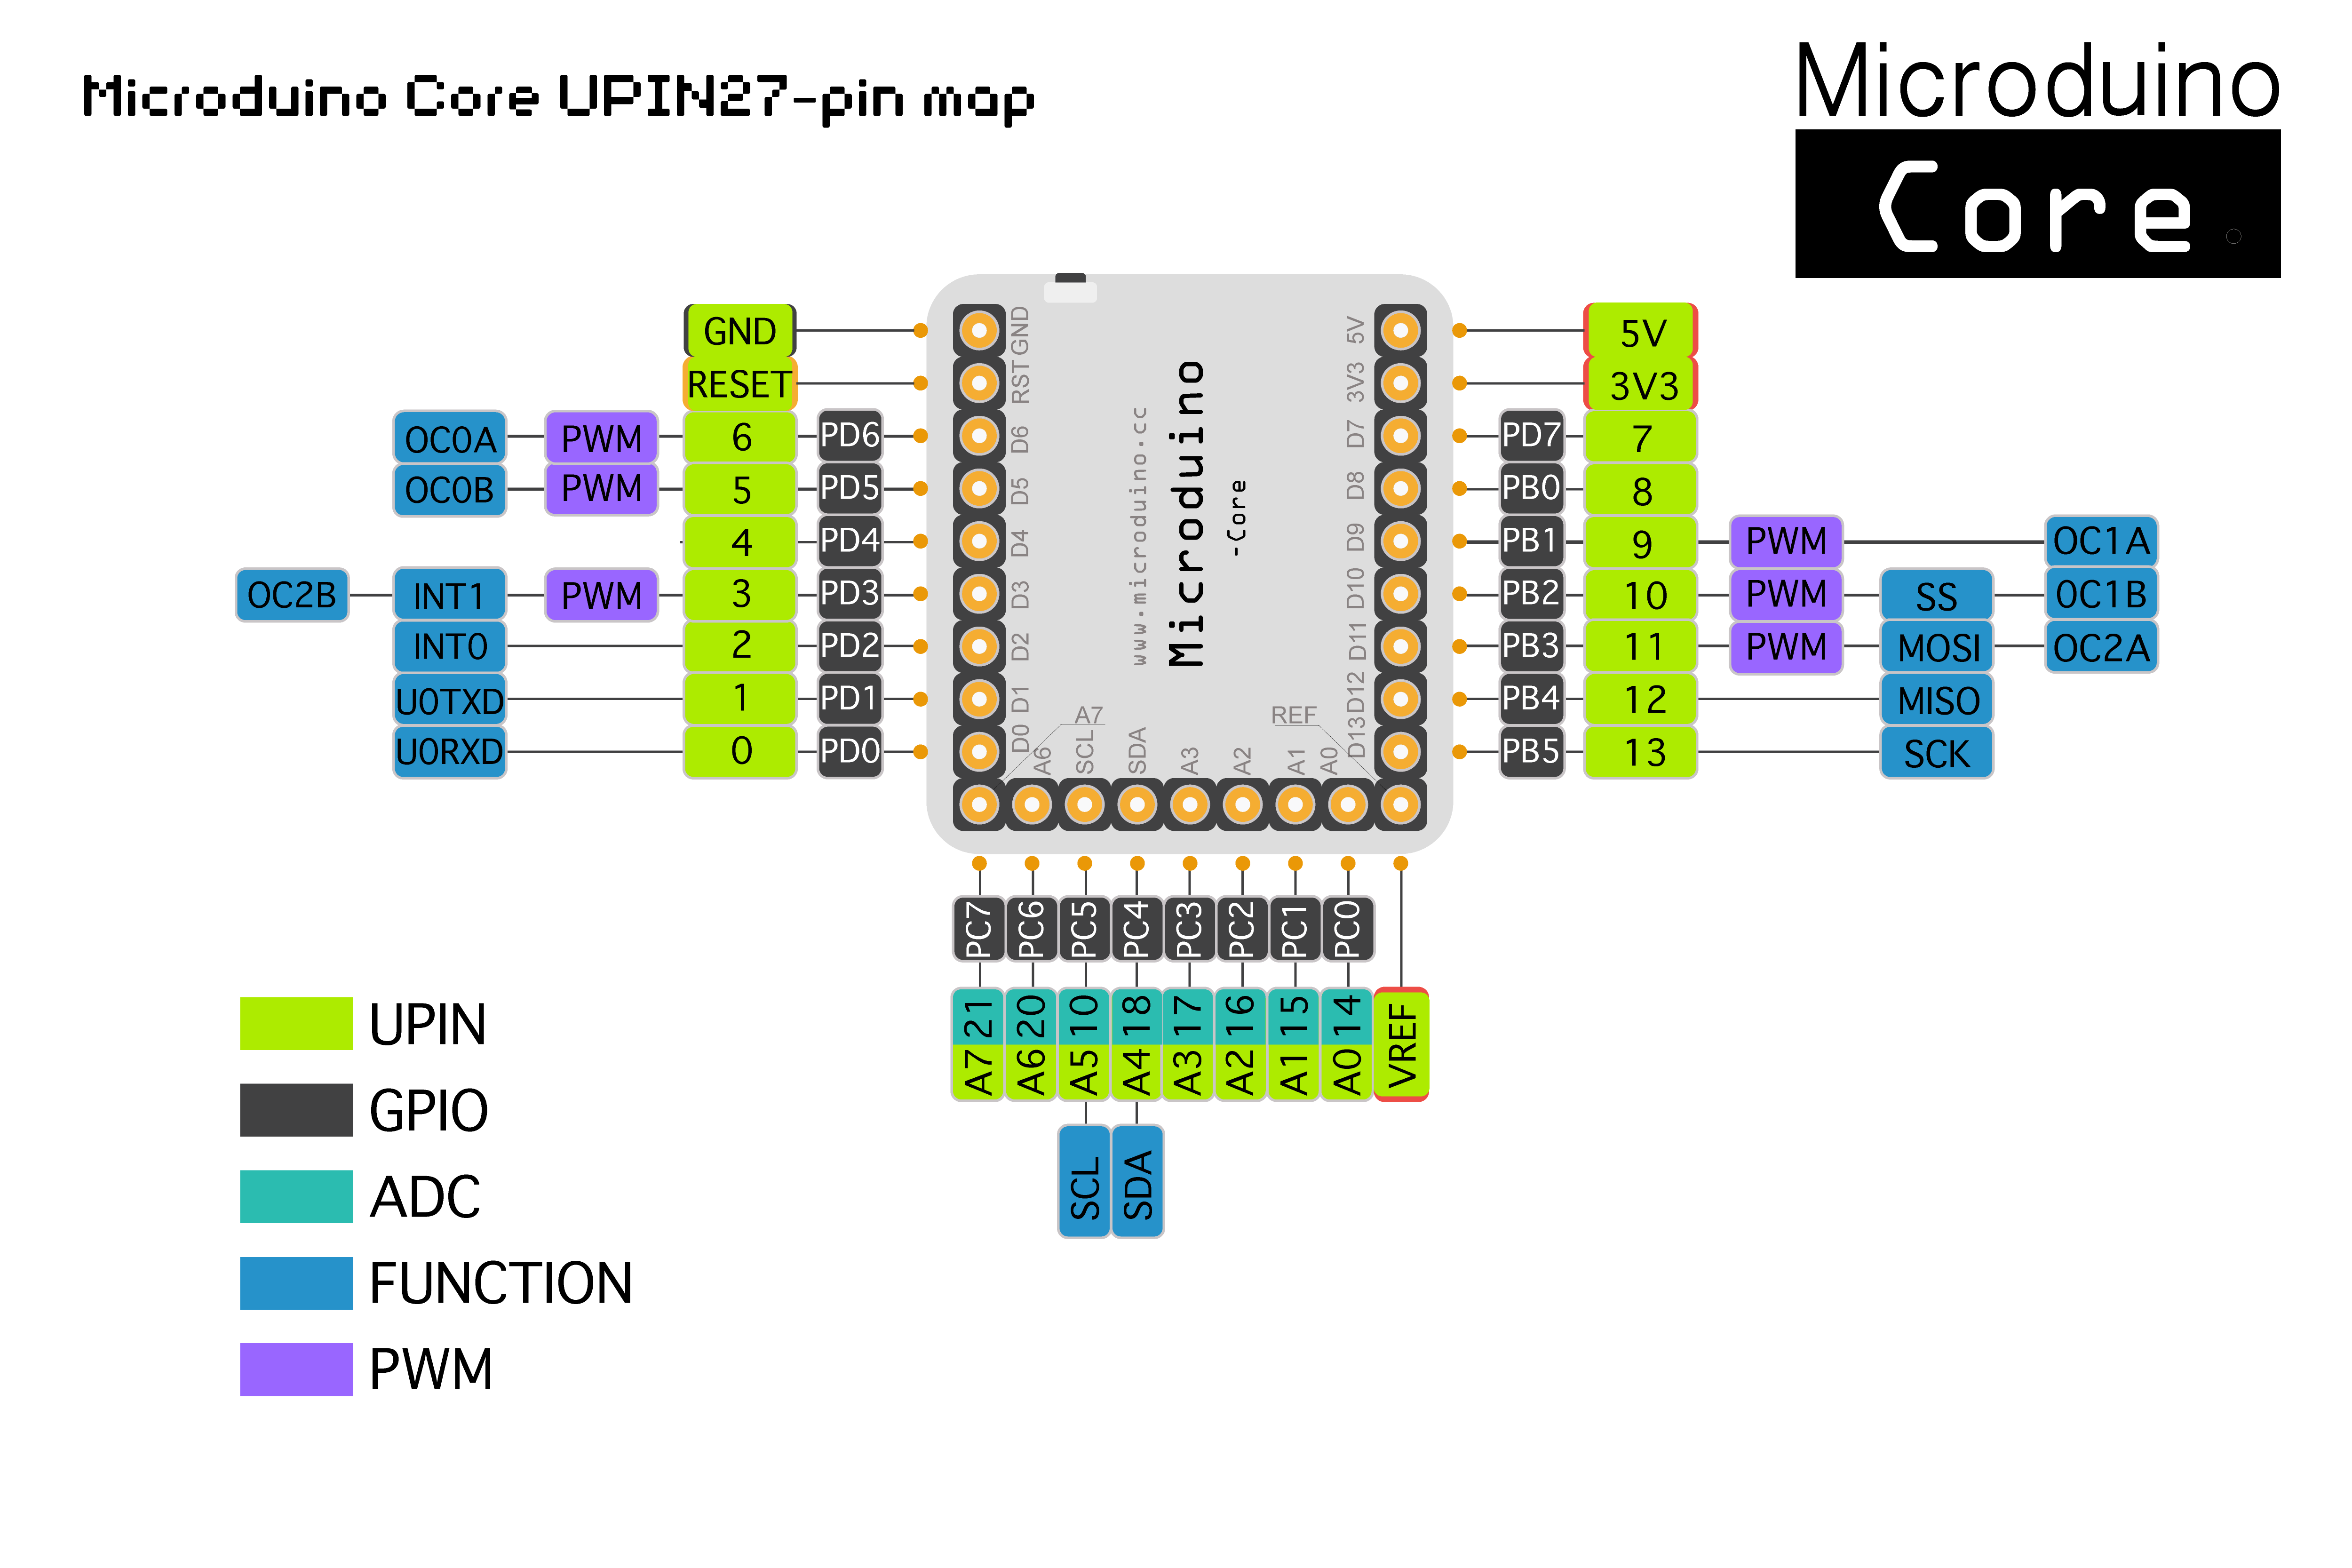 Microduino Core UPIN27-pin map
Microduino
Core.
GND GND 5V 5V
RESET RST 3V3 3V3
OC0A PWM 6 PD6 D6 D7 PD7 7
OC0B PWM 5 PD5 D5 D8 PB0 8
4 PD4 D4 D9 PB1 9 PWM OC1A
OC2B INT1 PWM 3 PD3 D3 D10 PB2 10 PWM SS OC1B
INT0 2 PD2 D2 D11 PB3 11 PWM MOSI OC2A
U0TXD 1 PD1 D1 D12 PB4 12 MISO
U0RXD 0 PD0 D0 D13 PB5 13 SCK
www.microduino.cc
Microduino
-Core
A7 REF
A6 SCL SDA A3 A2 A1 A0
PC7 PC6 PC5 PC4 PC3 PC2 PC1 PC0
21 20 10 18 17 16 15 14
A7 A6 A5 A4 A3 A2 A1 A0 VREF
SCL SDA
UPIN
GPIO
ADC
FUNCTION
PWM